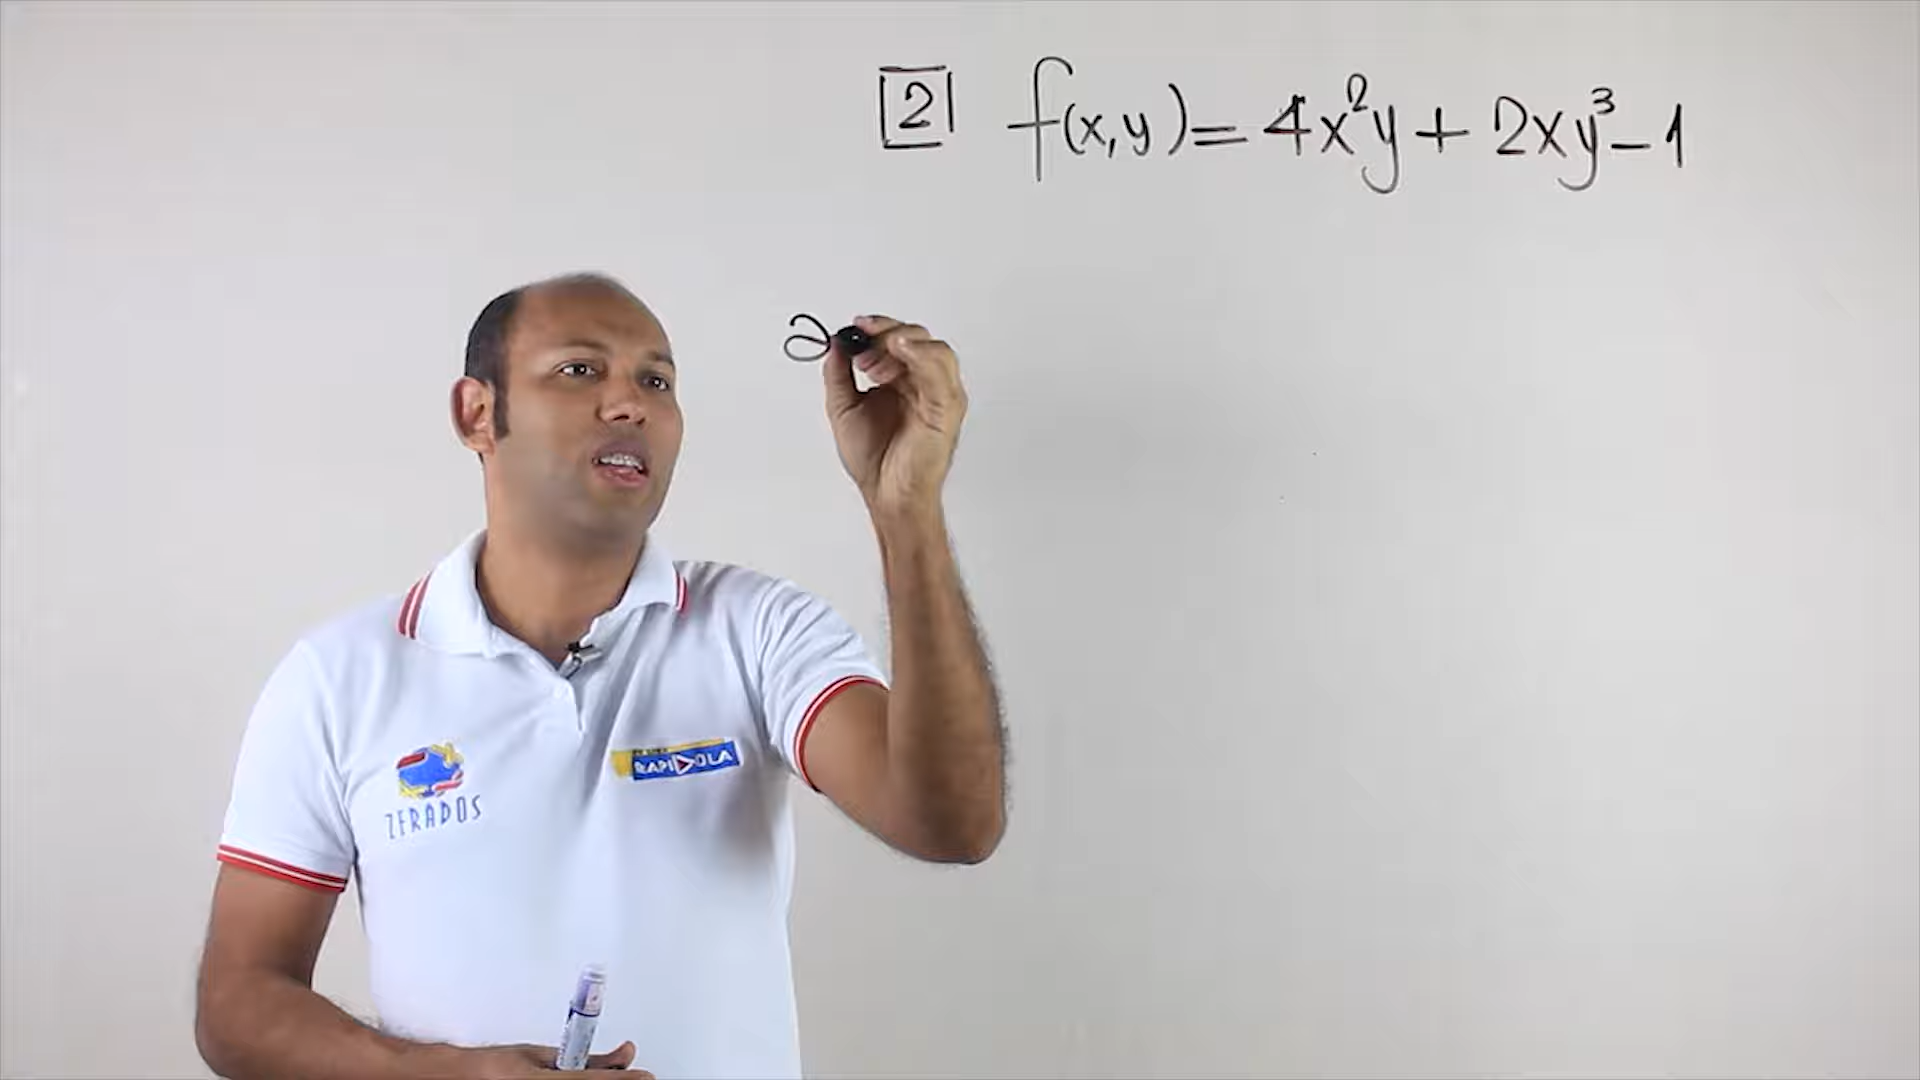 2 f(x,y)=4x²y+2xy³-1
∂
ZERADOS
RAPIDOLA